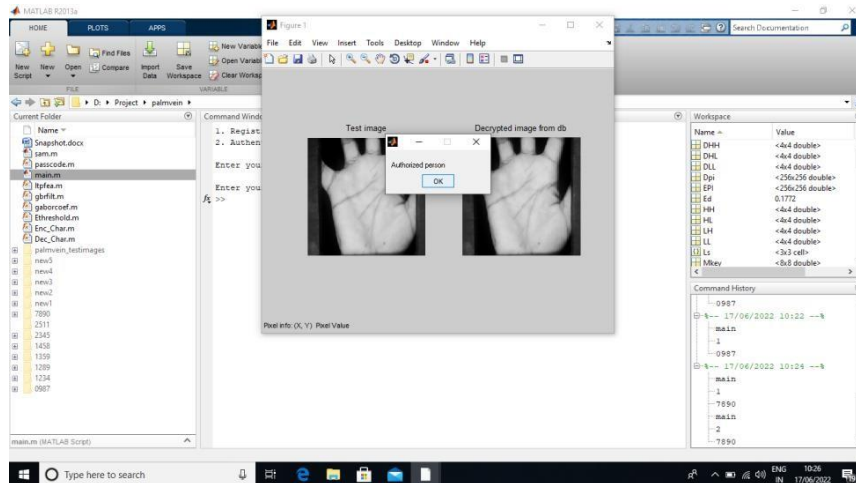 MATLAB R2013a
HOME PLOTS APPS
Search Documentation
New Script
New
Open
Find Files
Compare
Import Data
Save Workspace
New Variable
Open Variable
Clear Workspace
FILE
VARIABLE
D: ▸ Project ▸ palmvein ▸
Current Folder
Name
Snapshot.docx
sam.m
passcode.m
main.m
ltpfea.m
gbrfilt.m
gaborcoef.m
Ethreshold.m
Enc_Char.m
Dec_Char.m
palmvein_testimages
new5
new4
new3
new2
new1
7890
2511
2345
1458
1359
1289
1234
0987
main.m (MATLAB Script)
Command Windo
1. Regist
2. Authen
Enter you
Enter you
fx >>
Figure 1
File Edit View Insert Tools Desktop Window Help
Test image
Decrypted image from db
Authorized person
OK
Pixel info: (X, Y) Pixel Value
Workspace
Name Value
DHH <4x4 double>
DHL <4x4 double>
DLL <4x4 double>
Dpi <256x256 double>
EPI <256x256 double>
Ed 0.1772
HH <4x4 double>
HL <4x4 double>
LH <4x4 double>
LL <4x4 double>
Ls <3x3 cell>
Mkey <8x8 double>
Command History
0987
%-- 17/06/2022 10:22 --%
main
1
0987
%-- 17/06/2022 10:24 --%
main
1
7890
main
2
7890
Type here to search
ENG
IN
10:26
17/06/2022